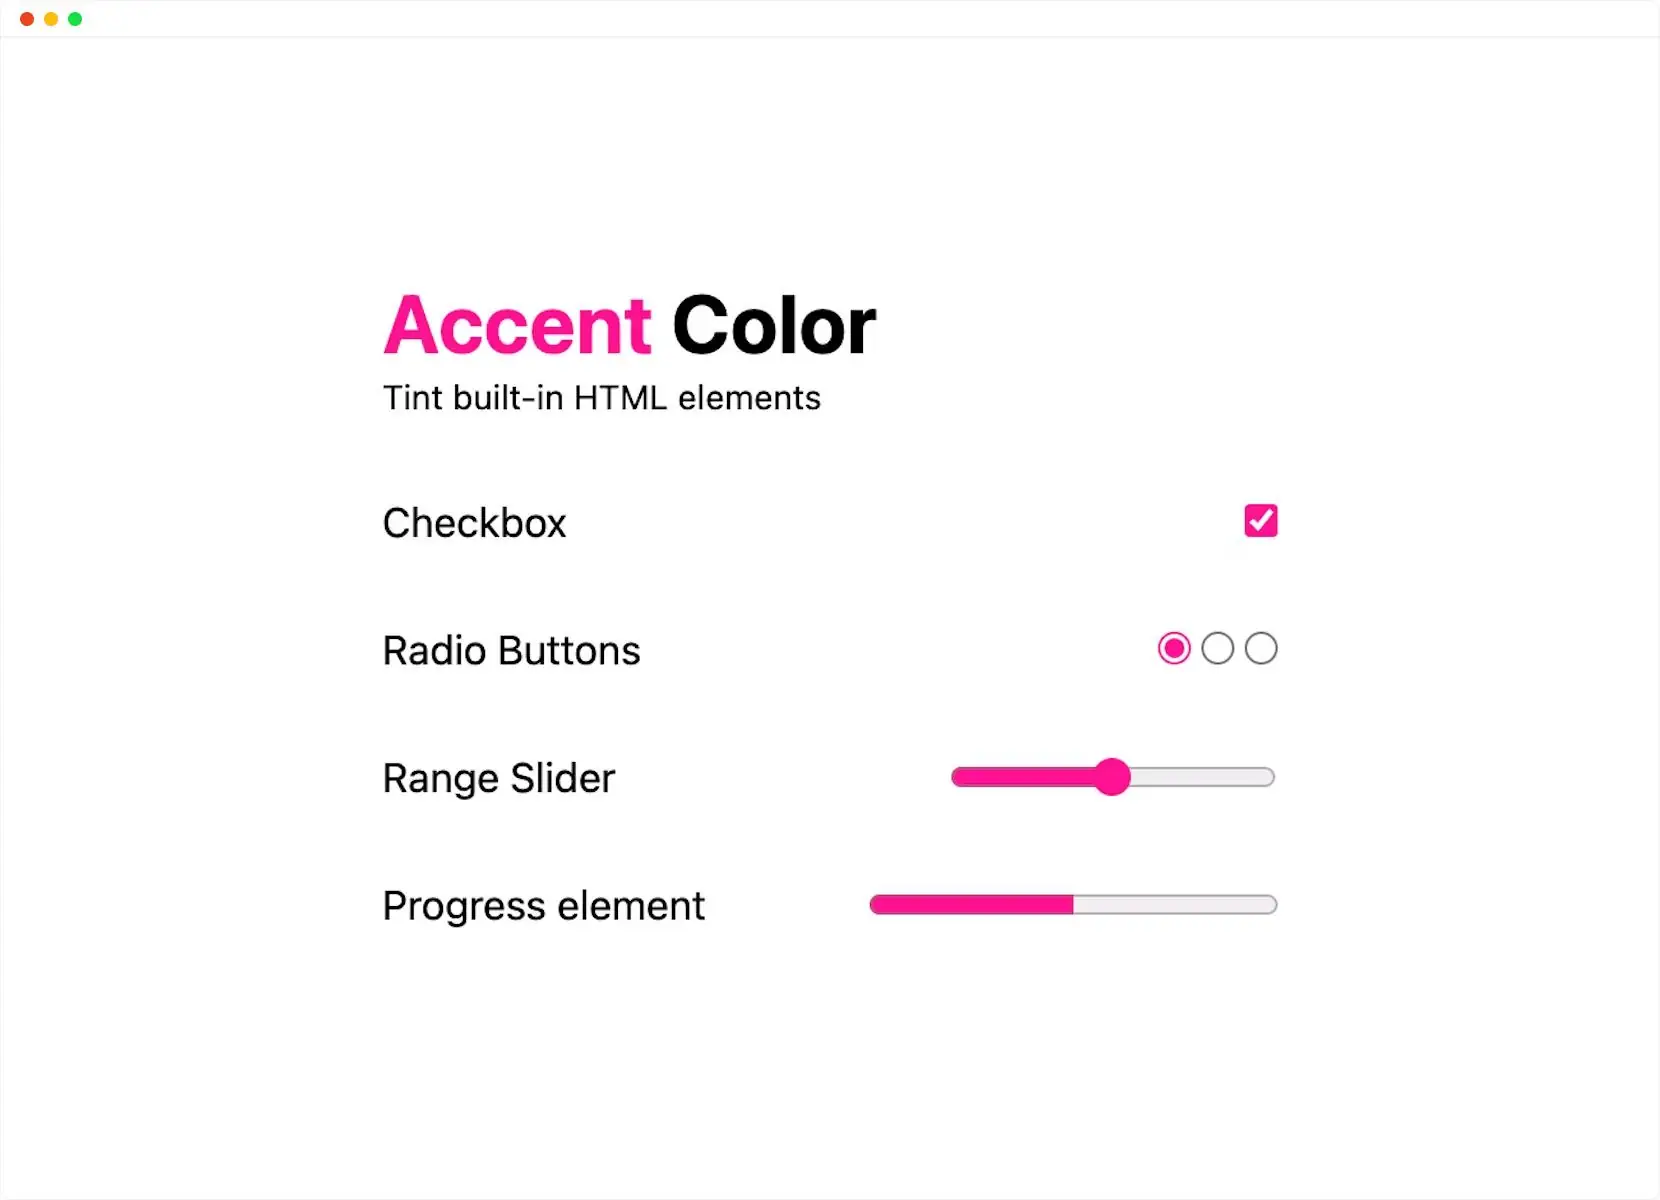 Accent Color
Tint built-in HTML elements
Checkbox
Radio Buttons
Range Slider
Progress element